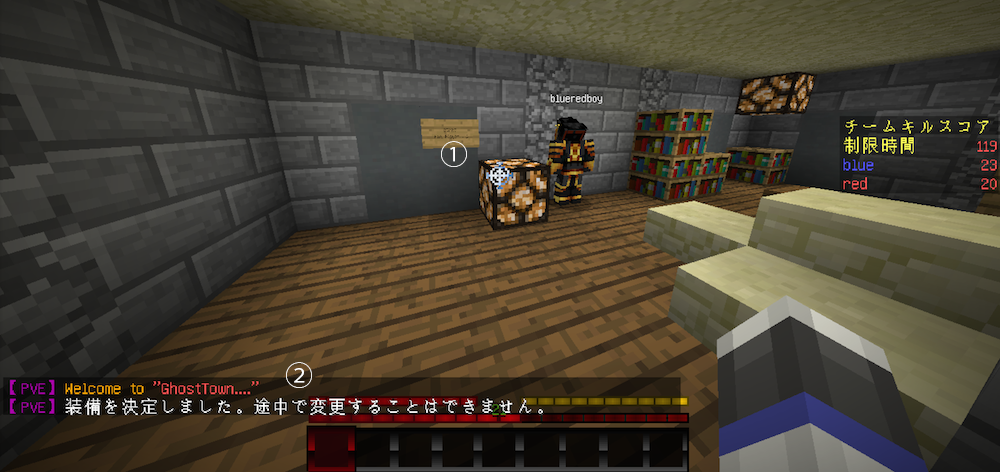 blueredboy
①
チームキルスコア
制限時間 119
blue 23
red 20
②
【PVE】Welcome to "GhostTown...."
【PVE】装備を決定しました。途中で変更することはできません。